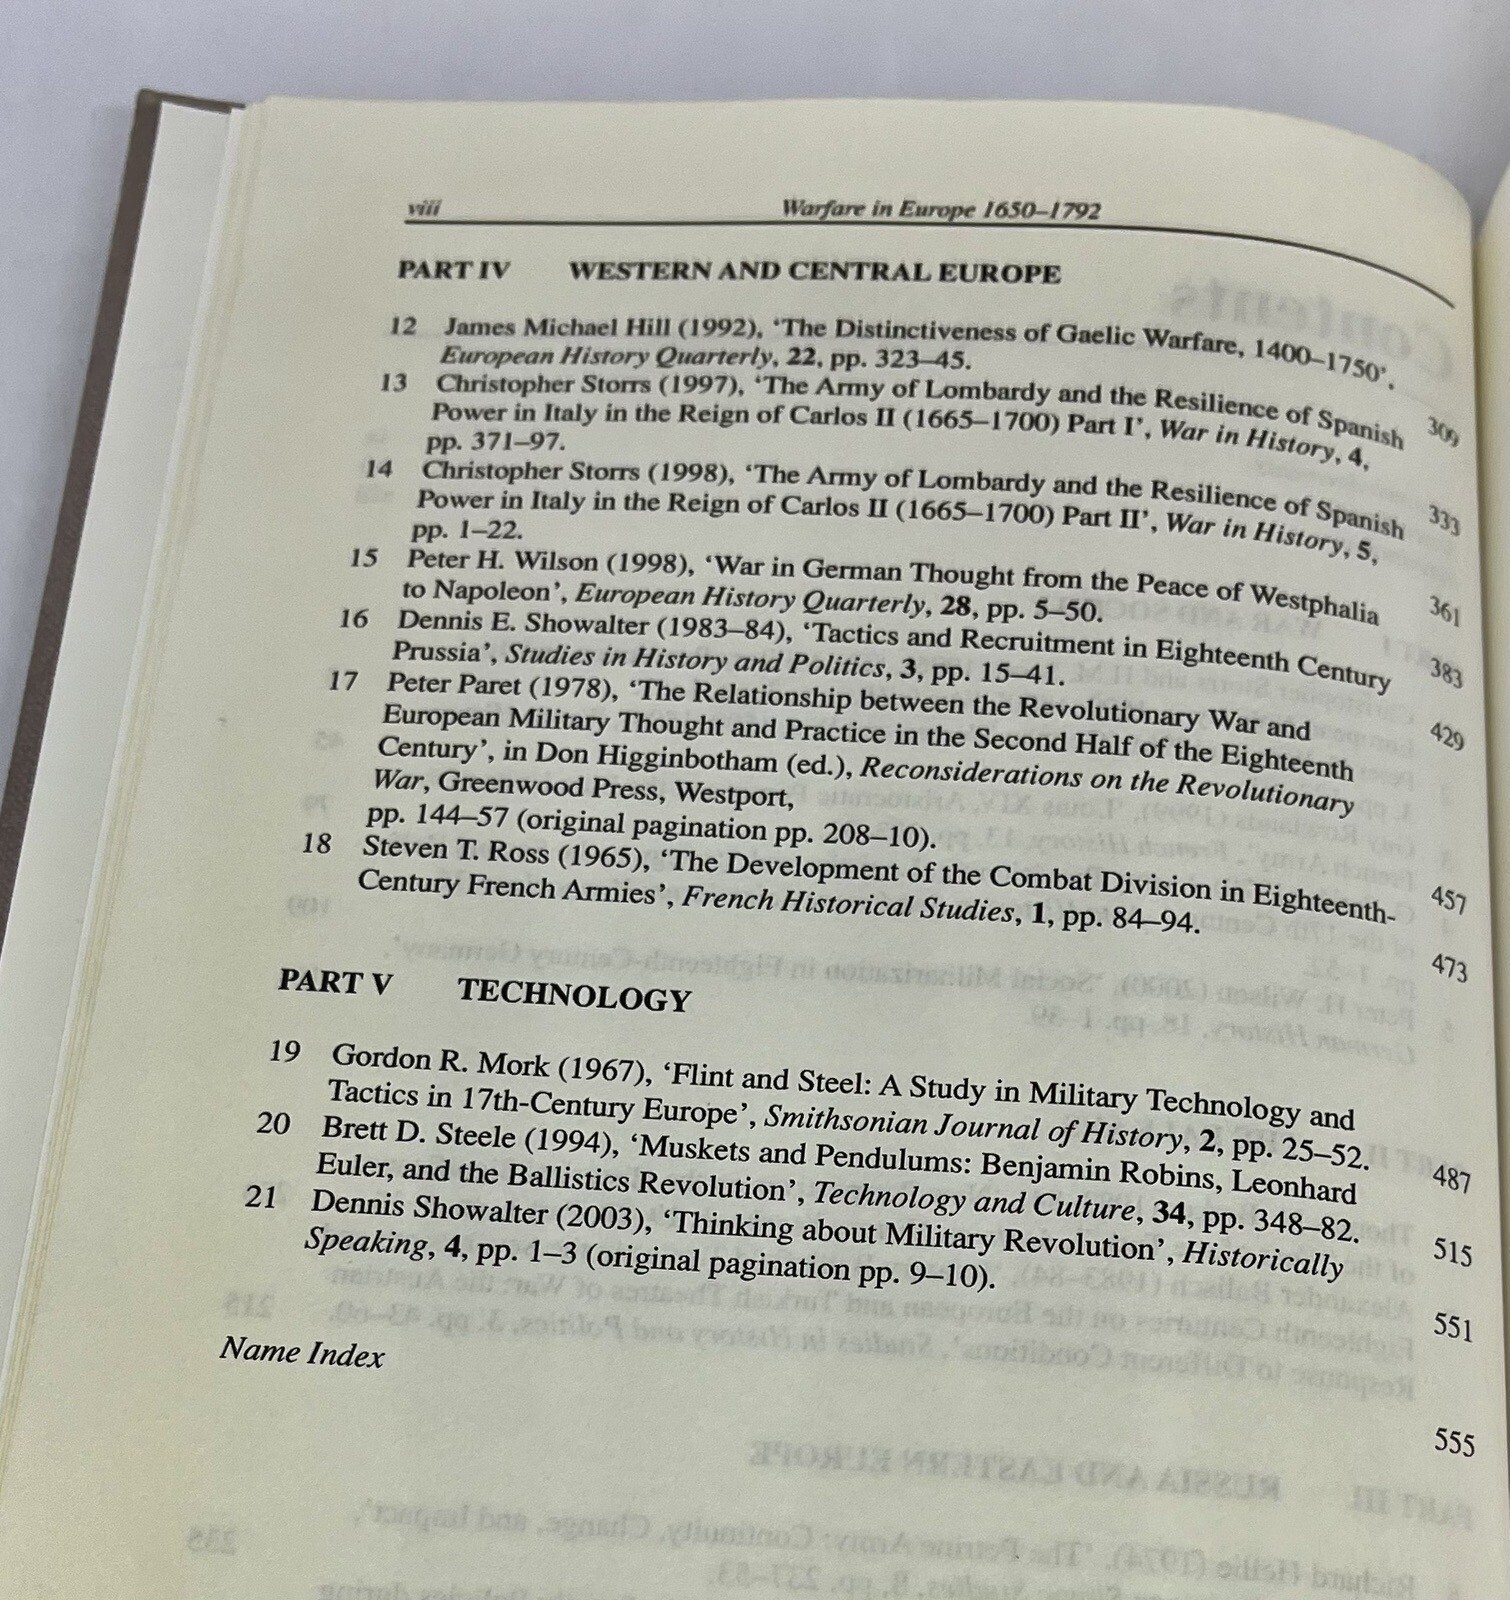 viii Warfare in Europe 1650–1792
PART IV WESTERN AND CENTRAL EUROPE
12 James Michael Hill (1992), ‘The Distinctiveness of Gaelic Warfare, 1400–1750’,
European History Quarterly, 22, pp. 323–45. 309
13 Christopher Storrs (1997), ‘The Army of Lombardy and the Resilience of Spanish
Power in Italy in the Reign of Carlos II (1665–1700) Part I’, War in History, 4,
pp. 371–97. 333
14 Christopher Storrs (1998), ‘The Army of Lombardy and the Resilience of Spanish
Power in Italy in the Reign of Carlos II (1665–1700) Part II’, War in History, 5,
pp. 1–22. 361
15 Peter H. Wilson (1998), ‘War in German Thought from the Peace of Westphalia
to Napoleon’, European History Quarterly, 28, pp. 5–50. 383
16 Dennis E. Showalter (1983–84), ‘Tactics and Recruitment in Eighteenth Century
Prussia’, Studies in History and Politics, 3, pp. 15–41. 429
17 Peter Paret (1978), ‘The Relationship between the Revolutionary War and
European Military Thought and Practice in the Second Half of the Eighteenth
Century’, in Don Higginbotham (ed.), Reconsiderations on the Revolutionary
War, Greenwood Press, Westport,
pp. 144–57 (original pagination pp. 208–10). 457
18 Steven T. Ross (1965), ‘The Development of the Combat Division in Eighteenth-
Century French Armies’, French Historical Studies, 1, pp. 84–94. 473
PART V TECHNOLOGY
19 Gordon R. Mork (1967), ‘Flint and Steel: A Study in Military Technology and
Tactics in 17th-Century Europe’, Smithsonian Journal of History, 2, pp. 25–52. 487
20 Brett D. Steele (1994), ‘Muskets and Pendulums: Benjamin Robins, Leonhard
Euler, and the Ballistics Revolution’, Technology and Culture, 34, pp. 348–82. 515
21 Dennis Showalter (2003), ‘Thinking about Military Revolution’, Historically
Speaking, 4, pp. 1–3 (original pagination pp. 9–10). 551
Name Index 555